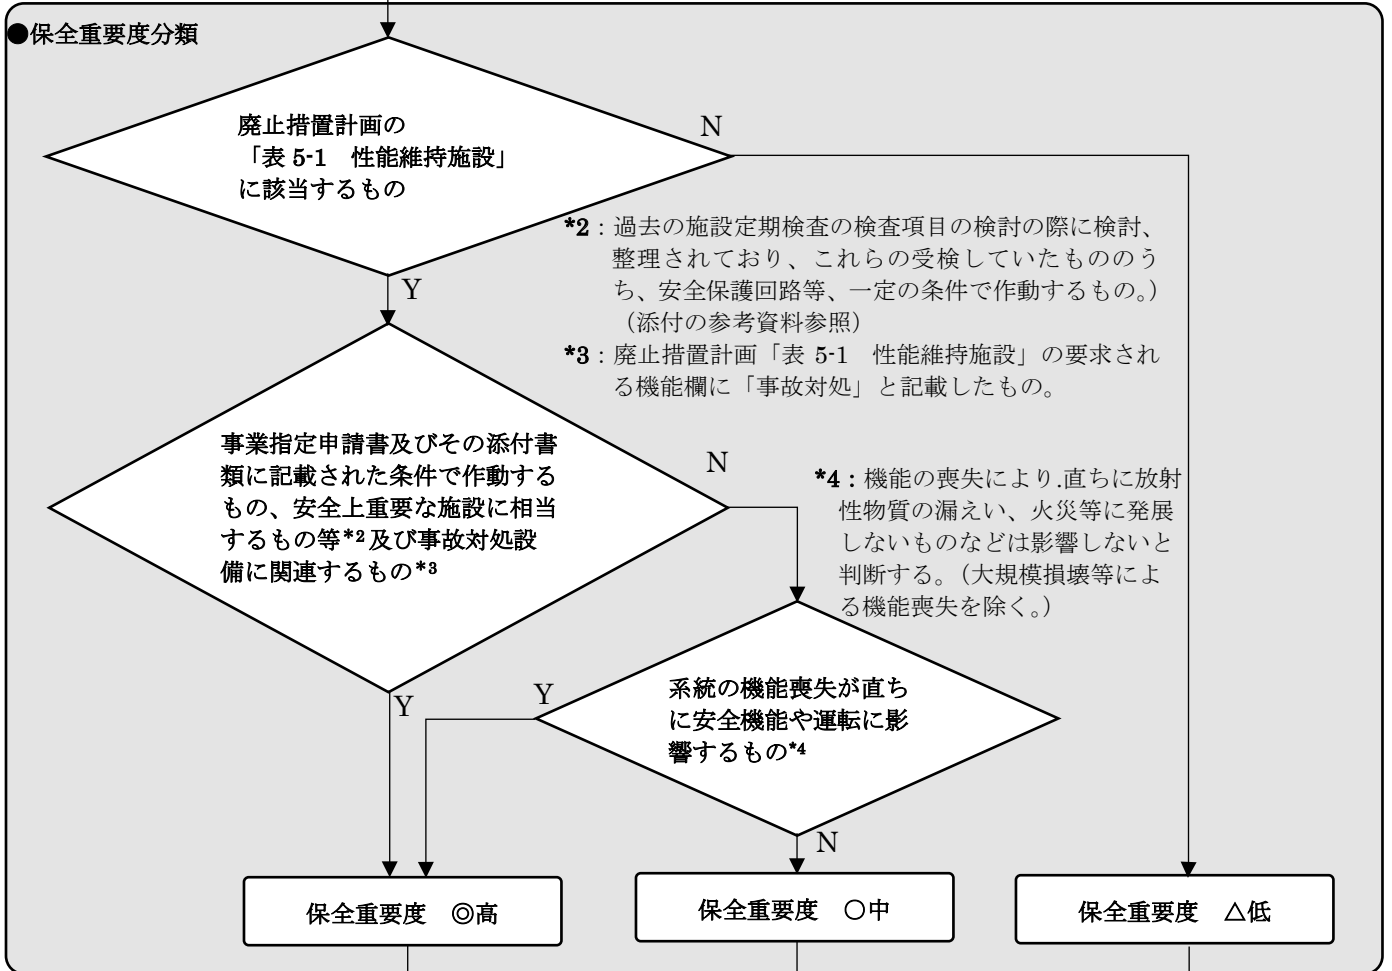 ●保全重要度分類
廃止措置計画の
「表 5-1　性能維持施設」
に該当するもの
N
Y
*2：過去の施設定期検査の検査項目の検討の際に検討、
整理されており、これらの受検していたもののう
ち、安全保護回路等、一定の条件で作動するもの。）
（添付の参考資料参照）
*3：廃止措置計画「表 5-1　性能維持施設」の要求され
る機能欄に「事故対処」と記載したもの。
事業指定申請書及びその添付書
類に記載された条件で作動する
もの、安全上重要な施設に相当
するもの等*2 及び事故対処設
備に関連するもの*3
N
Y
*4：機能の喪失により.直ちに放射
性物質の漏えい、火災等に発展
しないものなどは影響しないと
判断する。（大規模損壊等によ
る機能喪失を除く。）
系統の機能喪失が直ち
に安全機能や運転に影
響するもの*4
Y
N
保全重要度　◎高
保全重要度　○中
保全重要度　△低